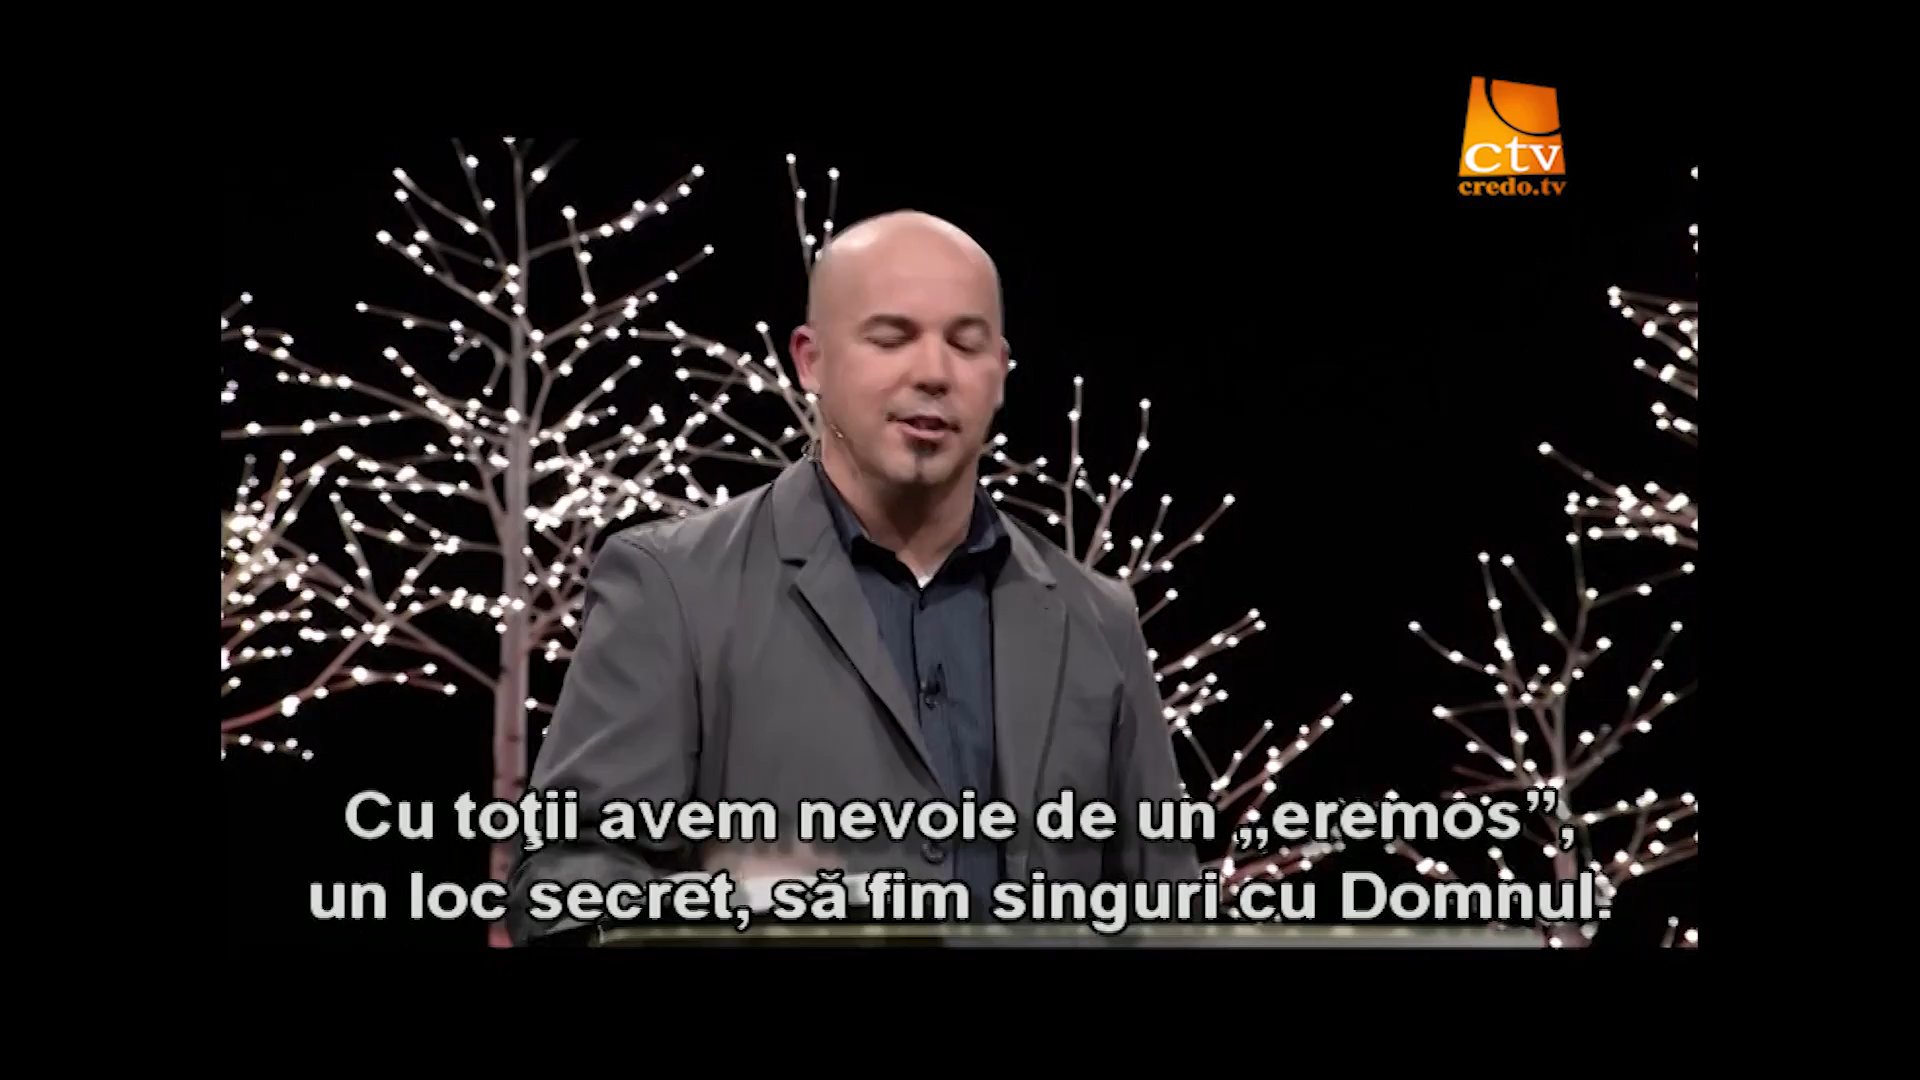 ctv
credo.tv
Cu toţii avem nevoie de un „eremos”,
un loc secret, să fim singuri cu Domnul.